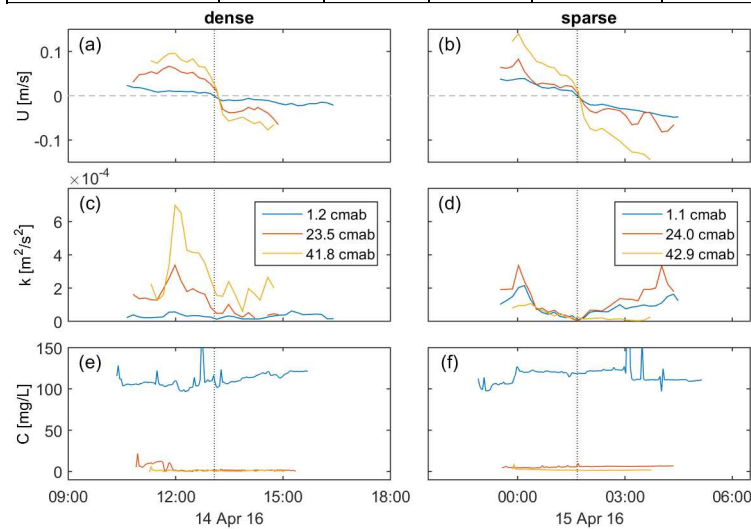 dense sparse
(a) (b)
0.1
0
-0.1
U [m/s]
×10-4
(c) (d)
1.2 cmab 1.1 cmab
23.5 cmab 24.0 cmab
41.8 cmab 42.9 cmab
6
4
2
0
k [m2/s2]
(e) (f)
150
100
50
0
C [mg/L]
09:00 12:00 15:00 18:00 00:00 03:00 06:00
14 Apr 16 15 Apr 16